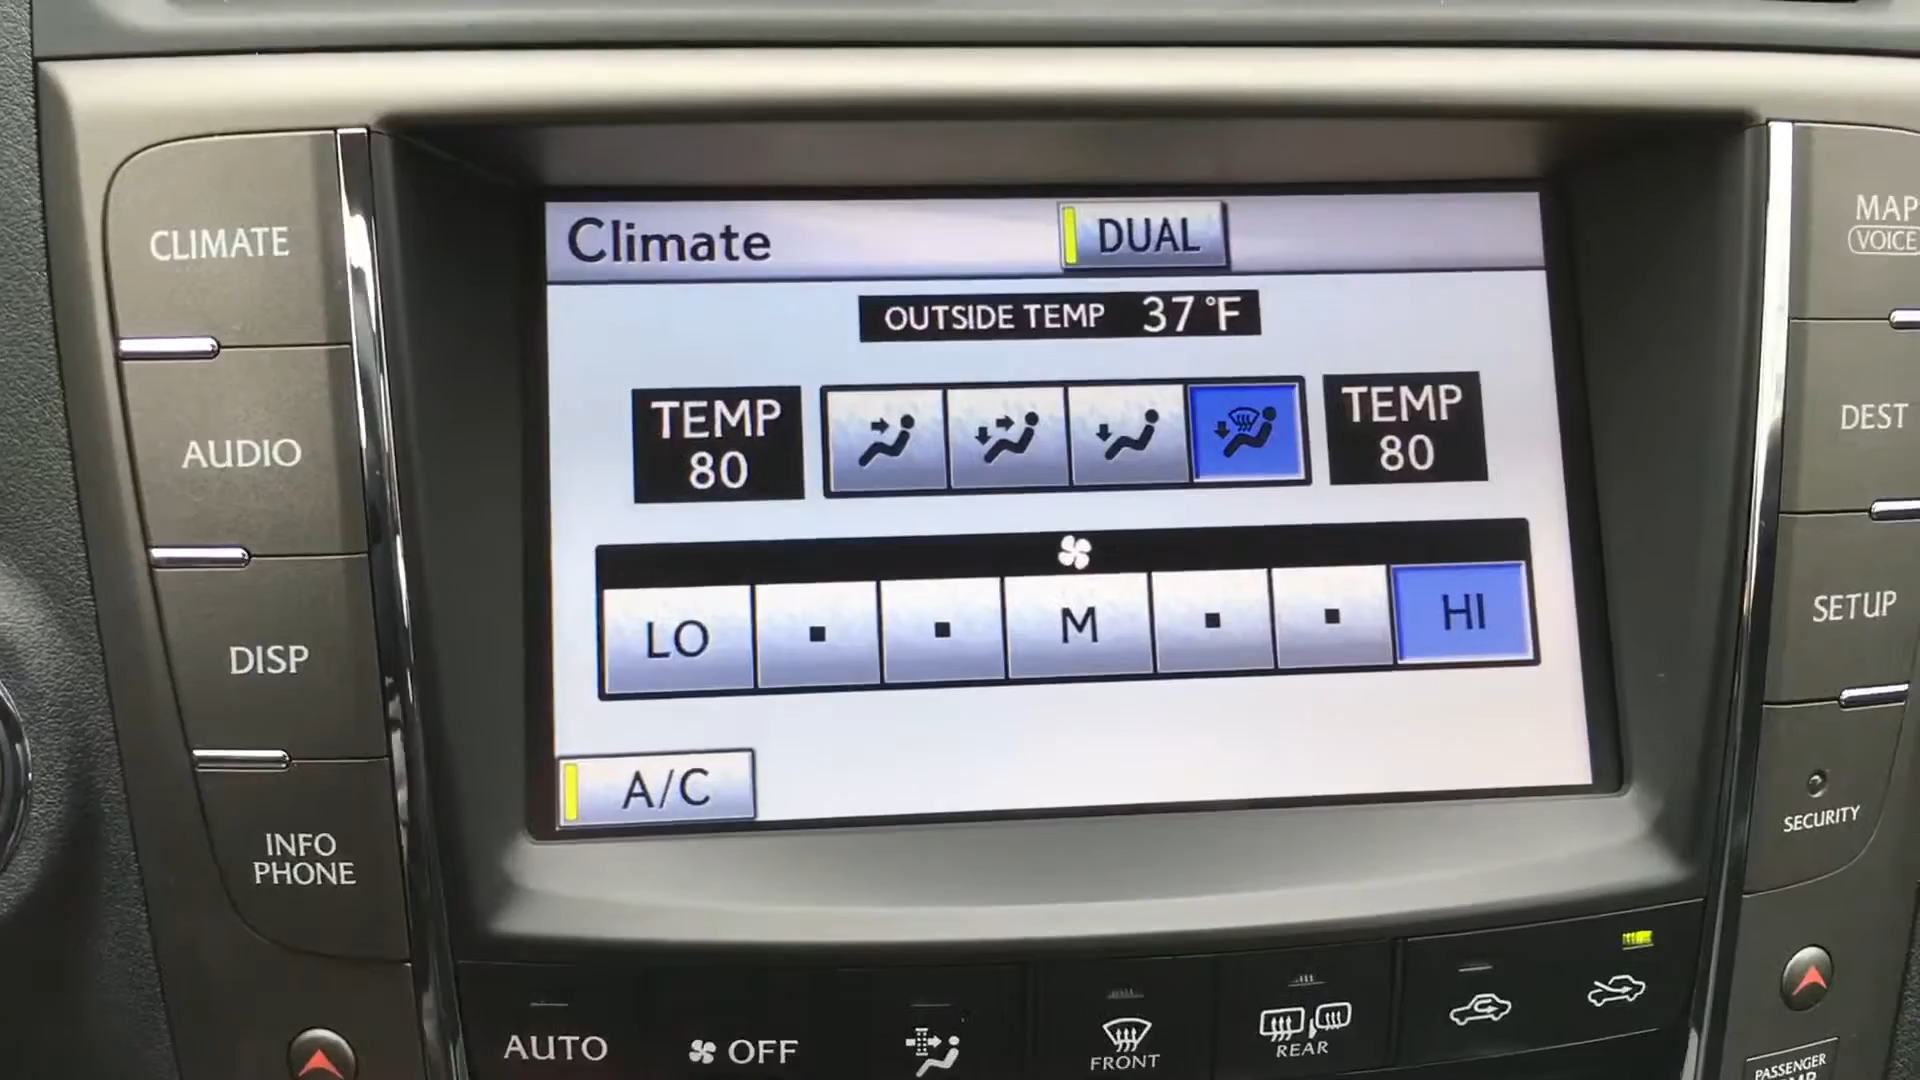 Climate
DUAL
OUTSIDE TEMP 37°F
TEMP
80
TEMP
80
LO
M
HI
A/C
CLIMATE
AUDIO
DISP
INFO
PHONE
MAP
VOICE
DEST
SETUP
SECURITY
AUTO
OFF
FRONT
REAR
PASSENGER